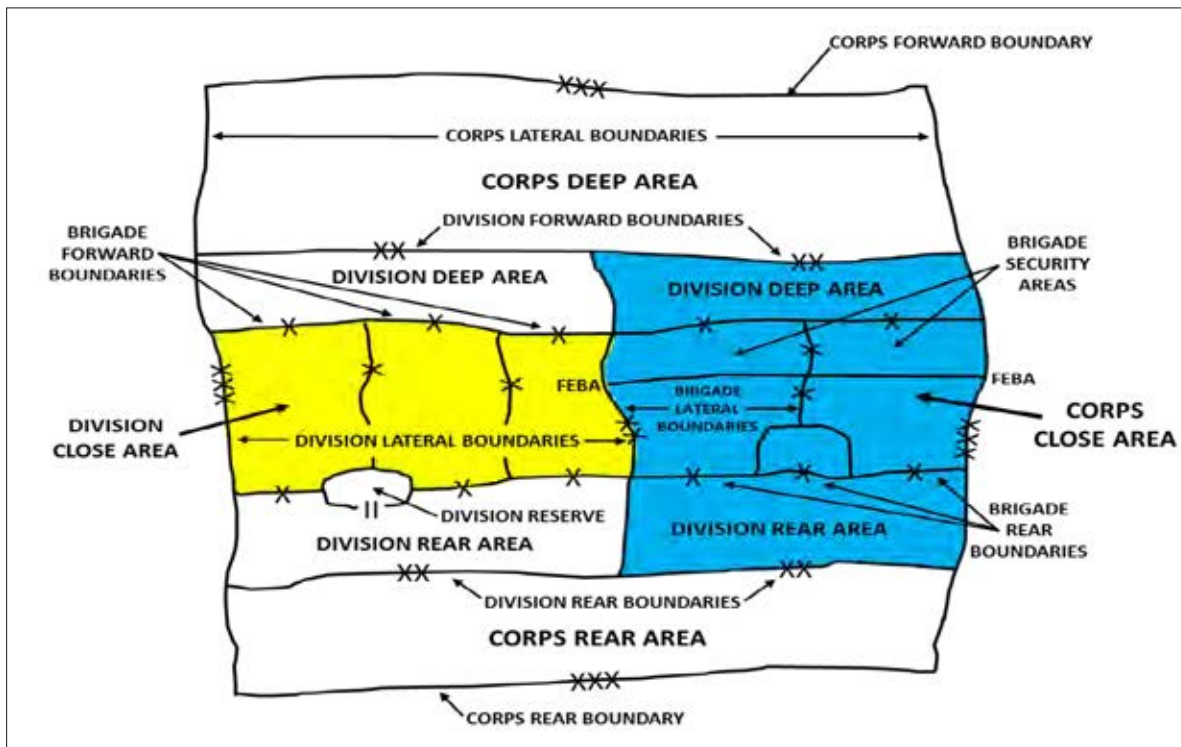 CORPS FORWARD BOUNDARY
XXX
CORPS LATERAL BOUNDARIES
CORPS DEEP AREA
DIVISION FORWARD BOUNDARIES
BRIGADE
FORWARD
BOUNDARIES
XX
XX
BRIGADE
SECURITY
AREAS
DIVISION DEEP AREA
DIVISION DEEP AREA
X
X
X
X
X
X
XXX
X
X
FEBA
FEBA
X
BRIGADE
LATERAL
BOUNDARIES
DIVISION
CLOSE AREA
DIVISION LATERAL BOUNDARIES
XX
XXX
CORPS
CLOSE AREA
X
X
X
X
X
X
II
DIVISION RESERVE
BRIGADE
REAR
BOUNDARIES
DIVISION REAR AREA
DIVISION REAR AREA
XX
XX
DIVISION REAR BOUNDARIES
CORPS REAR AREA
XXX
CORPS REAR BOUNDARY